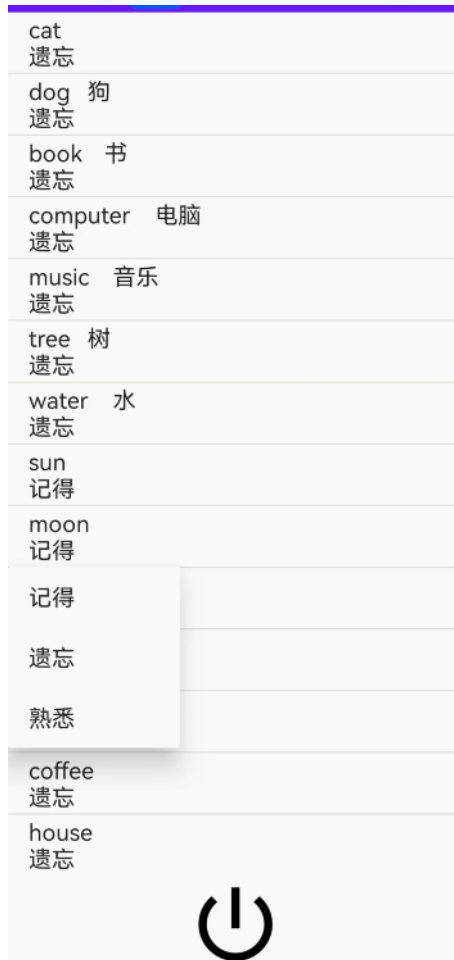 cat
遗忘
dog 狗
遗忘
book 书
遗忘
computer 电脑
遗忘
music 音乐
遗忘
tree 树
遗忘
water 水
遗忘
sun
记得
moon
记得
记得
遗忘
熟悉
coffee
遗忘
house
遗忘